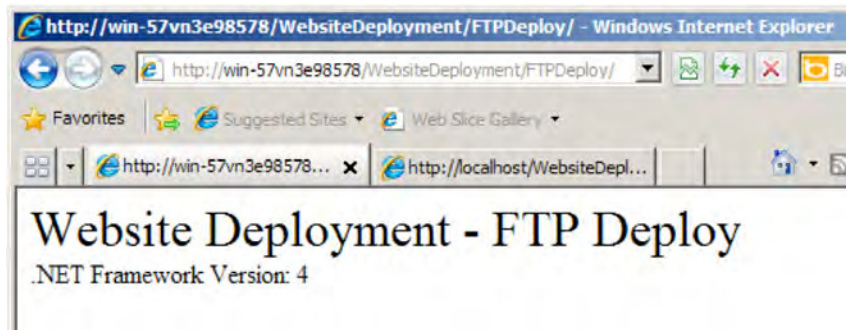 http://win-57vn3e98578/WebsiteDeployment/FTPDeploy/ - Windows Internet Explorer
http://win-57vn3e98578/WebsiteDeployment/FTPDeploy/
Favorites Suggested Sites Web Slice Gallery
http://win-57vn3e98578... http://localhost/WebsiteDepl...
Website Deployment - FTP Deploy
.NET Framework Version: 4